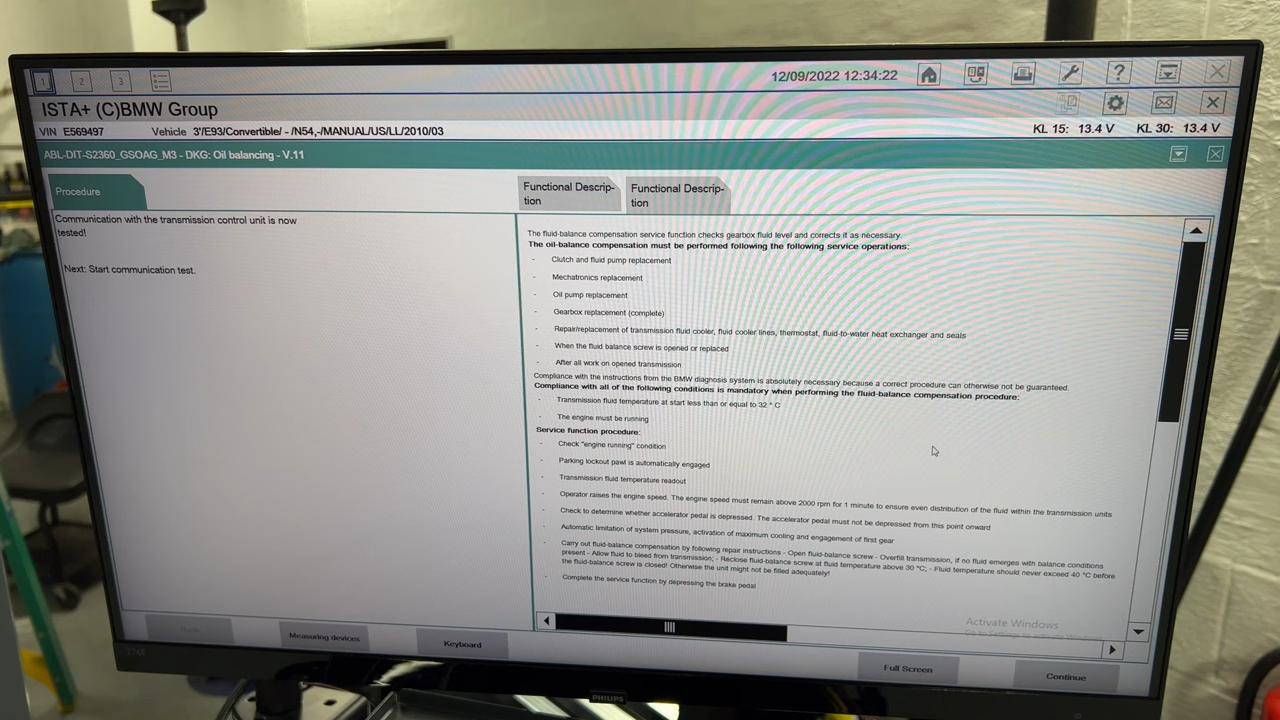 1 2 3
12/09/2022 12:34:22
ISTA+ (C)BMW Group
VIN E569497 Vehicle 3'/E93/Convertible/ - /N54,-/MANUAL/US/LL/2010/03 KL 15: 13.4 V KL 30: 13.4 V
ABL-DIT-S2360_GSOAG_M3 - DKG: Oil balancing - V.11
Procedure
Communication with the transmission control unit is now
tested!
Next: Start communication test.
Functional Descrip-
tion
Functional Descrip-
tion
The fluid-balance compensation service function checks gearbox fluid level and corrects it as necessary.
The oil-balance compensation must be performed following the following service operations:
- Clutch and fluid pump replacement
- Mechatronics replacement
- Oil pump replacement
- Gearbox replacement (complete)
- Repair/replacement of transmission fluid cooler, fluid cooler lines, thermostat, fluid-to-water heat exchanger and seals
- When the fluid balance screw is opened or replaced
- After all work on opened transmission
Compliance with the instructions from the BMW diagnosis system is absolutely necessary because a correct procedure can otherwise not be guaranteed.
Compliance with all of the following conditions is mandatory when performing the fluid-balance compensation procedure:
- Transmission fluid temperature at start less than or equal to 32 ° C
- The engine must be running
Service function procedure:
- Check "engine running" condition
- Parking lockout pawl is automatically engaged
- Transmission fluid temperature readout
- Operator raises the engine speed. The engine speed must remain above 2000 rpm for 1 minute to ensure even distribution of the fluid within the transmission units
- Check to determine whether accelerator pedal is depressed. The accelerator pedal must not be depressed from this point onward
- Automatic limitation of system pressure, activation of maximum cooling and engagement of first gear
- Carry out fluid-balance compensation by following repair instructions - Open fluid-balance screw - Overfill transmission, if no fluid emerges with balance conditions
present - Allow fluid to bleed from transmission; - Reclose fluid-balance screw at fluid temperature above 30 °C; - Fluid temperature should never exceed 40 °C before
the fluid-balance screw is closed! Otherwise the unit might not be filled adequately!
- Complete the service function by depressing the brake pedal
Activate Windows
Measuring devices Keyboard Full Screen Continue
PHILIPS